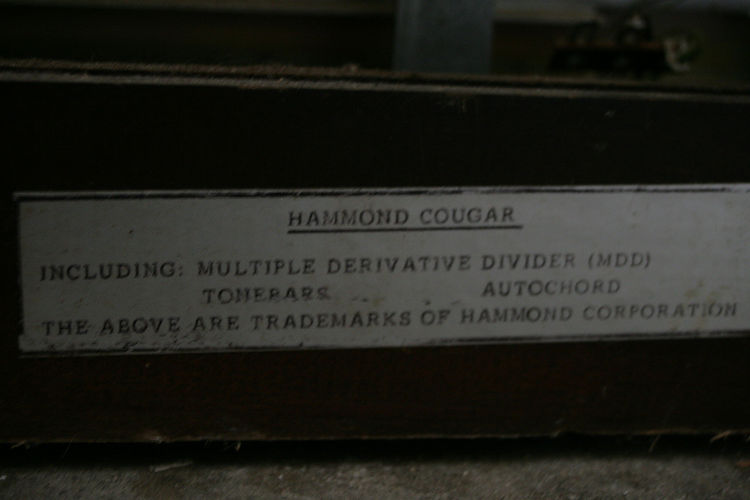 HAMMOND COUGAR
INCLUDING: MULTIPLE DERIVATIVE DIVIDER (MDD)
TONEBARS AUTOCHORD
THE ABOVE ARE TRADEMARKS OF HAMMOND CORPORATION